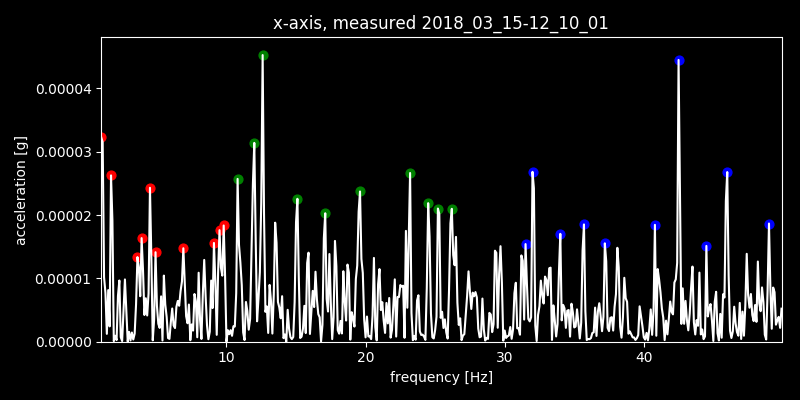 x-axis, measured 2018_03_15-12_10_01
0.00004
0.00003
0.00002
0.00001
0.00000
acceleration [g]
10 20 30 40
frequency [Hz]